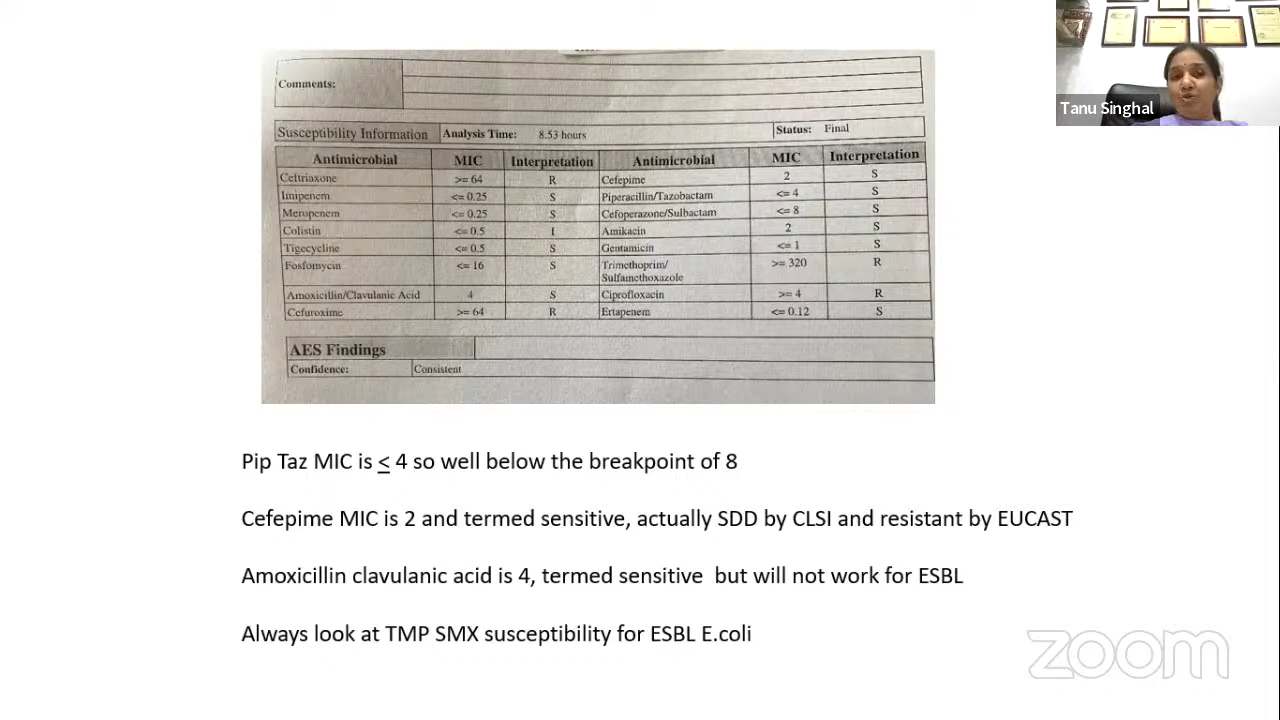 Tanu Singhal
Comments:
Susceptibility Information Analysis Time: 8.53 hours Status: Final
Antimicrobial MIC Interpretation Antimicrobial MIC Interpretation
Ceftriaxone >= 64 R Cefepime 2 S
Imipenem <= 0.25 S Piperacillin/Tazobactam <= 4 S
Meropenem <= 0.25 S Cefoperazone/Sulbactam <= 8 S
Colistin <= 0.5 I Amikacin 2 S
Tigecycline <= 0.5 S Gentamicin <= 1 S
Fosfomycin <= 16 S Trimethoprim/ >= 320 R
Sulfamethoxazole
Amoxicillin/Clavulanic Acid 4 S Ciprofloxacin >= 4 R
Cefuroxime >= 64 R Ertapenem <= 0.12 S
AES Findings
Confidence: Consistent
Pip Taz MIC is < 4 so well below the breakpoint of 8
Cefepime MIC is 2 and termed sensitive, actually SDD by CLSI and resistant by EUCAST
Amoxicillin clavulanic acid is 4, termed sensitive but will not work for ESBL
Always look at TMP SMX susceptibility for ESBL E.coli
zoom